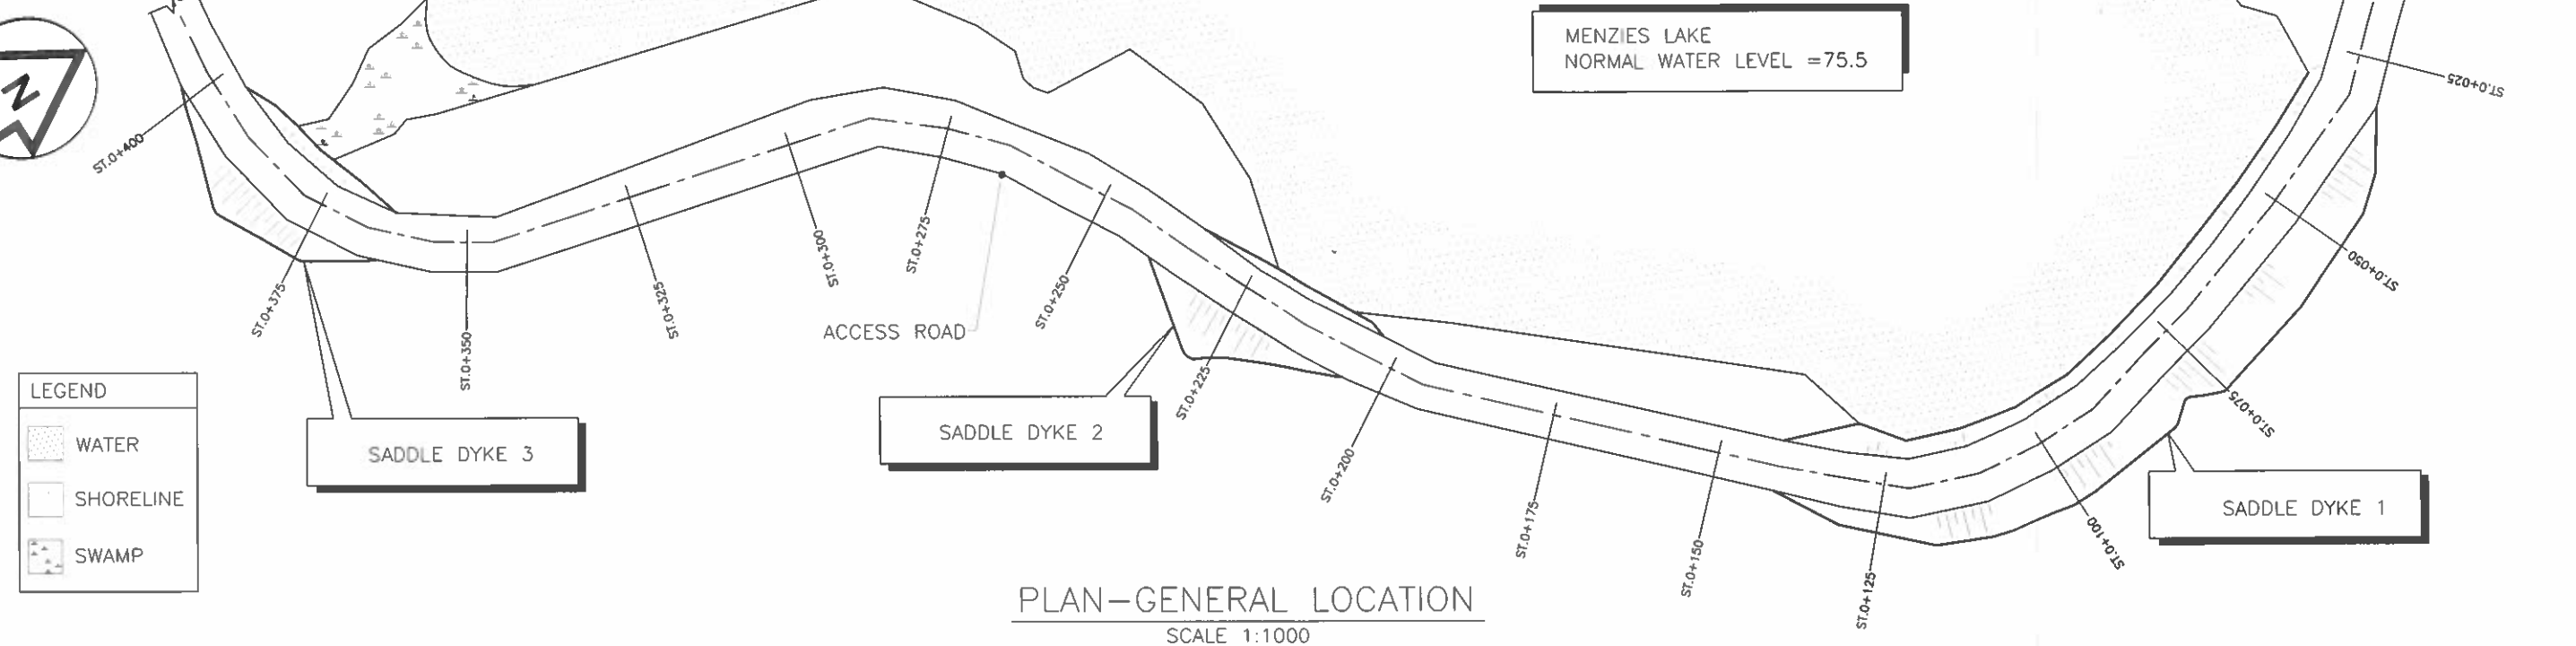 MENZIES LAKE
NORMAL WATER LEVEL =75.5
N
ST.0+025
ST.0+050
ST.0+075
ST.0+100
ST.0+125
ST.0+150
ST.0+175
ST.0+200
ST.0+225
ST.0+250
ST.0+275
ST.0+300
ST.0+325
ST.0+350
ST.0+375
ST.0+400
ACCESS ROAD
SADDLE DYKE 3
SADDLE DYKE 2
SADDLE DYKE 1
LEGEND
WATER
SHORELINE
SWAMP
PLAN-GENERAL LOCATION
SCALE 1:1000